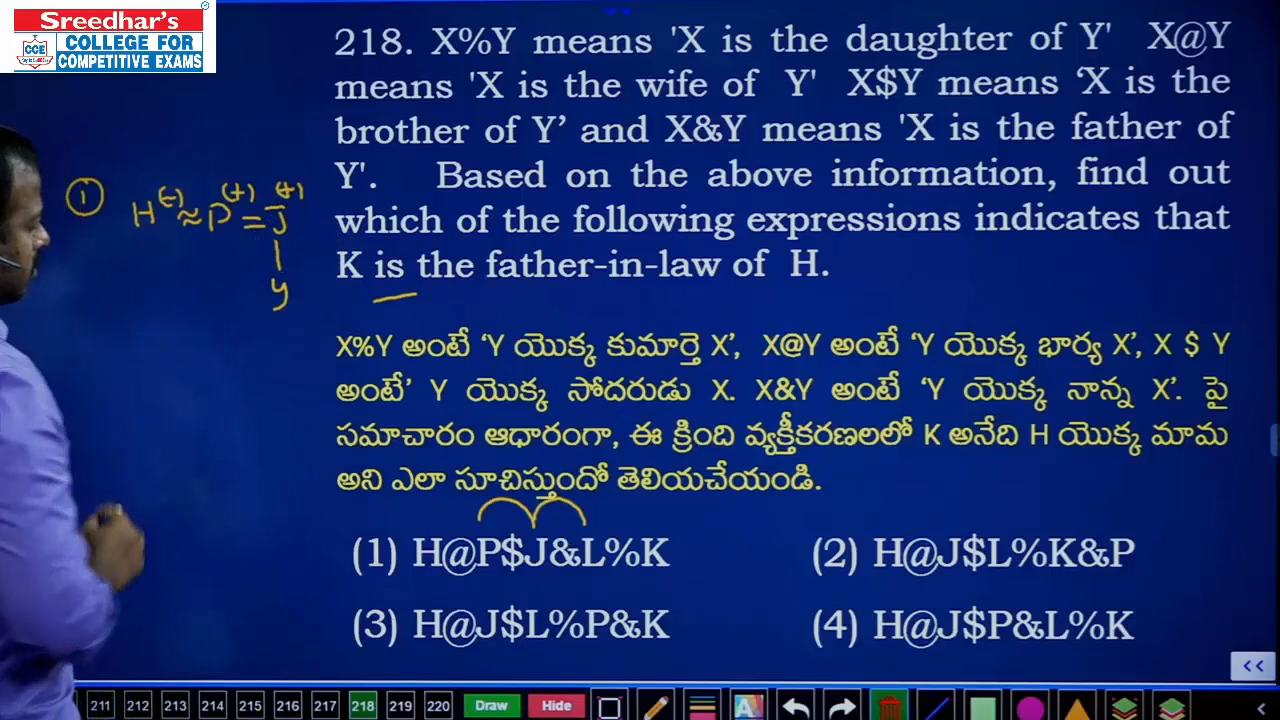 Sreedhar's
CCE
COLLEGE FOR
COMPETITIVE EXAMS
218. X%Y means 'X is the daughter of Y' X@Y
means 'X is the wife of Y' X$Y means ‘X is the
brother of Y’ and X&Y means 'X is the father of
Y'. Based on the above information, find out
which of the following expressions indicates that
K is the father-in-law of H.
① H(-) ≈ P(+) = J(+)
|
y
X%Y అంటే ‘Y యొక్క కుమార్తె X’, X@Y అంటే ‘Y యొక్క భార్య X’, X $ Y
అంటే’ Y యొక్క సోదరుడు X. X&Y అంటే ‘Y యొక్క నాన్న X’. పై
సమాచారం ఆధారంగా, ఈ క్రింది వ్యక్తీకరణలలో K అనేది H యొక్క మామ
అని ఎలా సూచిస్తుందో తెలియచేయండి.
(1) H@P$J&L%K (2) H@J$L%K&P
(3) H@J$L%P&K (4) H@J$P&L%K
<<
211 212 213 214 215 216 217 218 219 220 Draw Hide